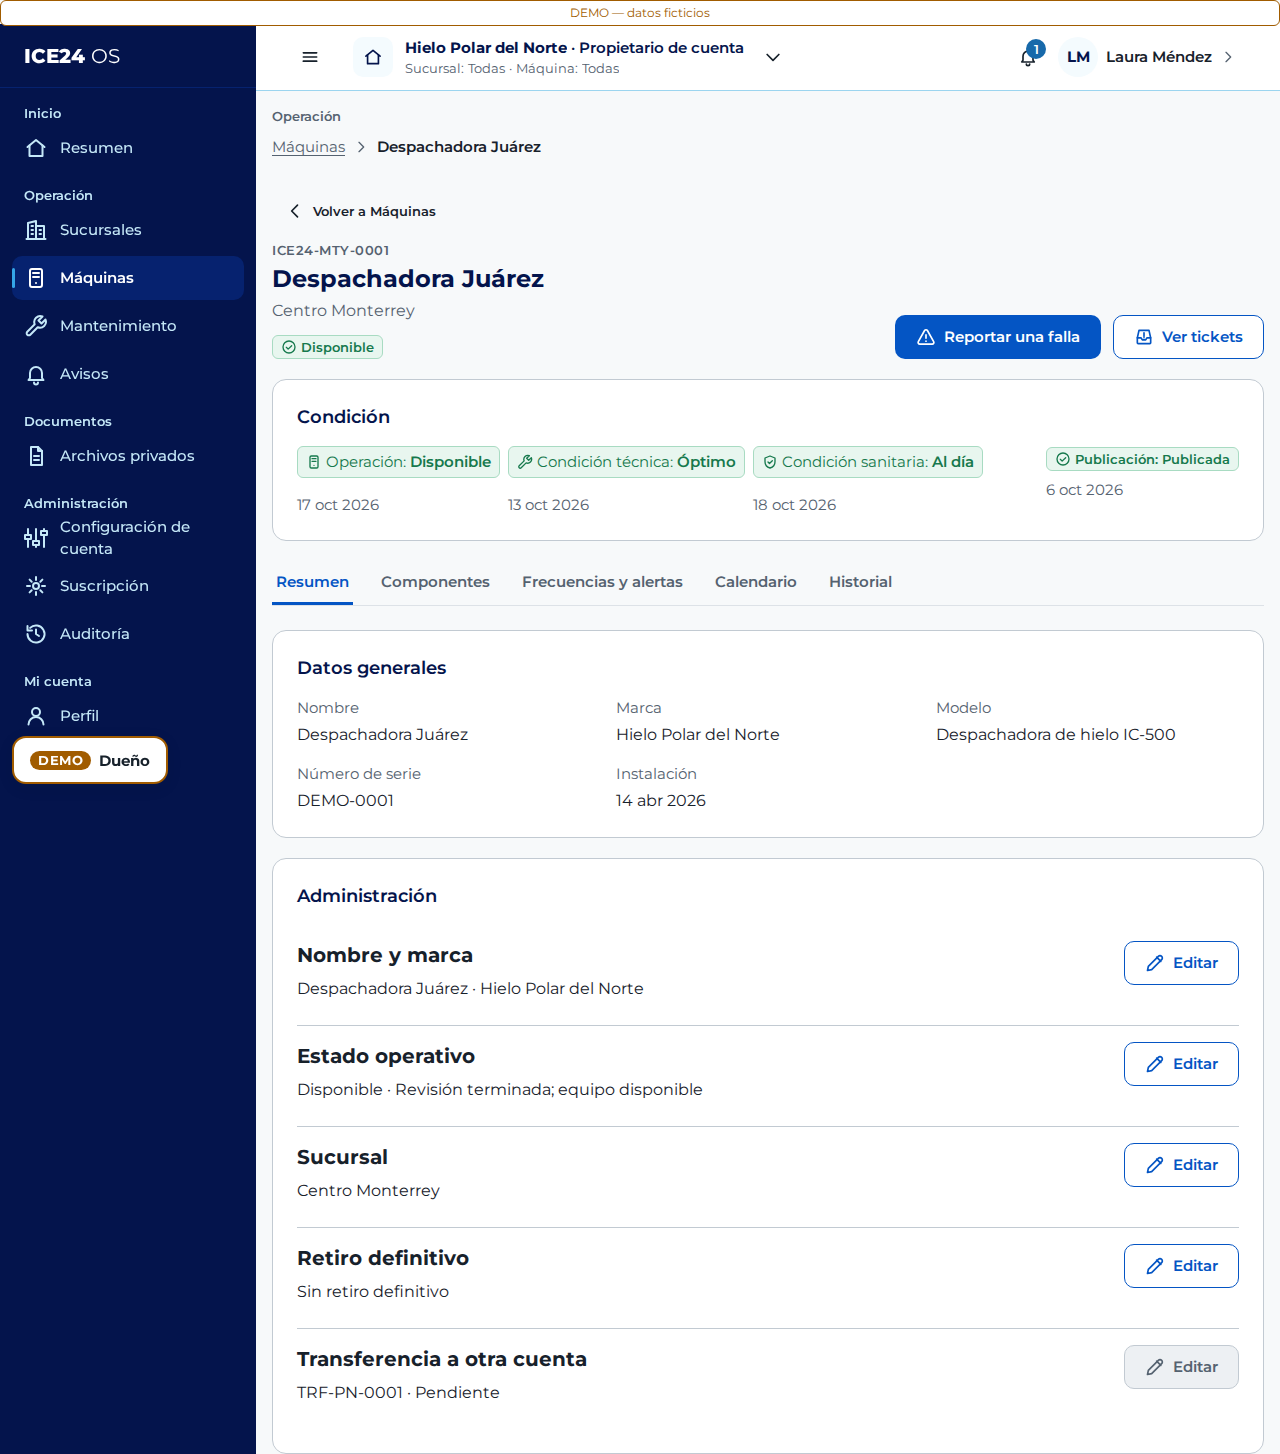 DEMO — datos ficticios
ICE24 OS
Inicio
Resumen
Operación
Sucursales
Máquinas
Mantenimiento
Avisos
Documentos
Archivos privados
Administración
Configuración de
cuenta
Suscripción
Auditoría
Mi cuenta
Perfil
DEMO Dueño
Hielo Polar del Norte · Propietario de cuenta
Sucursal: Todas · Máquina: Todas
1
LM Laura Méndez
Operación
Máquinas > Despachadora Juárez
Volver a Máquinas
ICE24-MTY-0001
Despachadora Juárez
Centro Monterrey
Disponible
Reportar una falla
Ver tickets
Condición
Operación: Disponible
17 oct 2026
Condición técnica: Óptimo
13 oct 2026
Condición sanitaria: Al día
18 oct 2026
Publicación: Publicada
6 oct 2026
Resumen Componentes Frecuencias y alertas Calendario Historial
Datos generales
Nombre
Despachadora Juárez
Marca
Hielo Polar del Norte
Modelo
Despachadora de hielo IC-500
Número de serie
DEMO-0001
Instalación
14 abr 2026
Administración
Nombre y marca
Despachadora Juárez · Hielo Polar del Norte
Editar
Estado operativo
Disponible · Revisión terminada; equipo disponible
Editar
Sucursal
Centro Monterrey
Editar
Retiro definitivo
Sin retiro definitivo
Editar
Transferencia a otra cuenta
TRF-PN-0001 · Pendiente
Editar